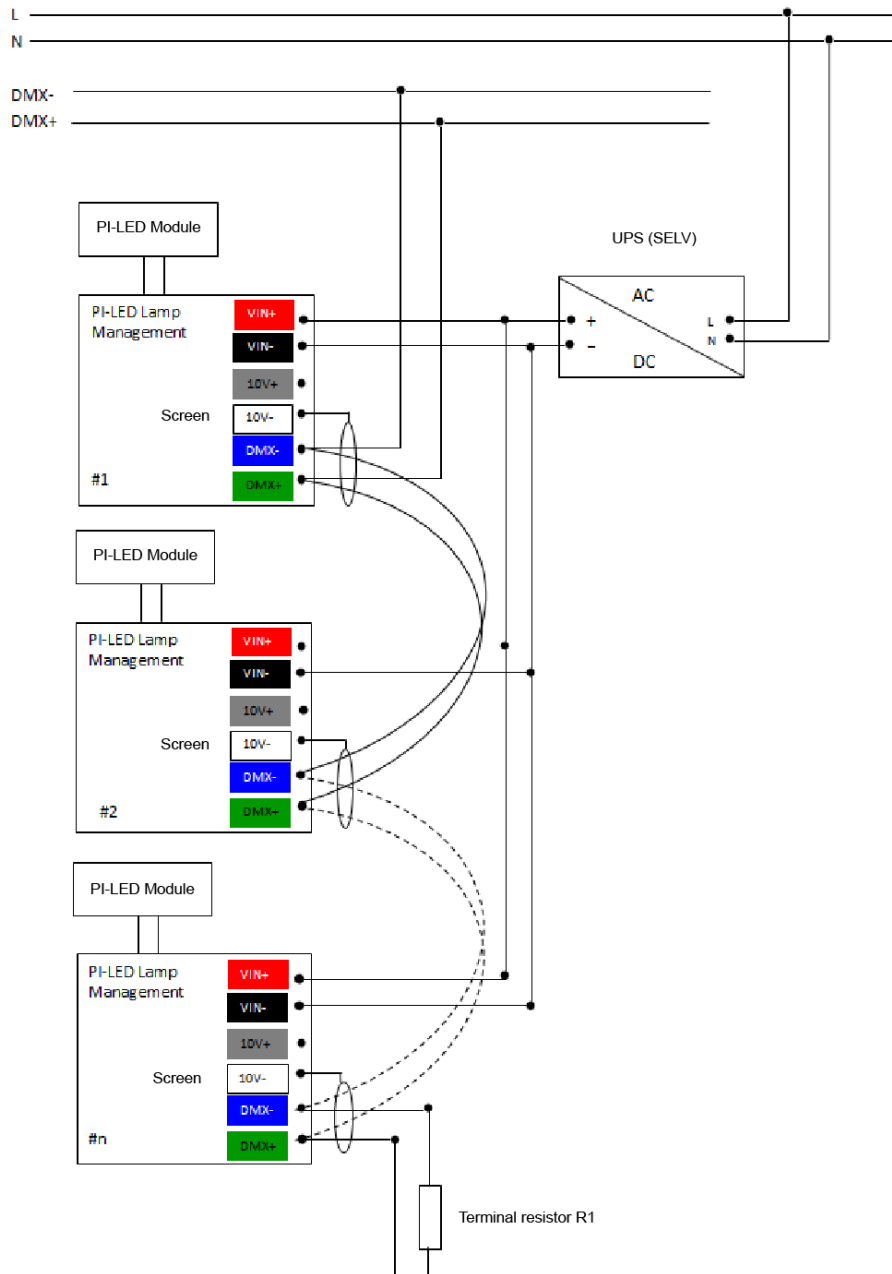 L
N
DMX-
DMX+
PI-LED Module
UPS (SELV)
AC
+
L
N
−
DC
PI-LED Lamp
Management
VIN+
VIN-
10V+
Screen
10V-
DMX-
#1
DMX+
PI-LED Module
PI-LED Lamp
Management
VIN+
VIN-
10V+
Screen
10V-
DMX-
#2
DMX+
PI-LED Module
PI-LED Lamp
Management
VIN+
VIN-
10V+
Screen
10V-
DMX-
#n
DMX+
Terminal resistor R1